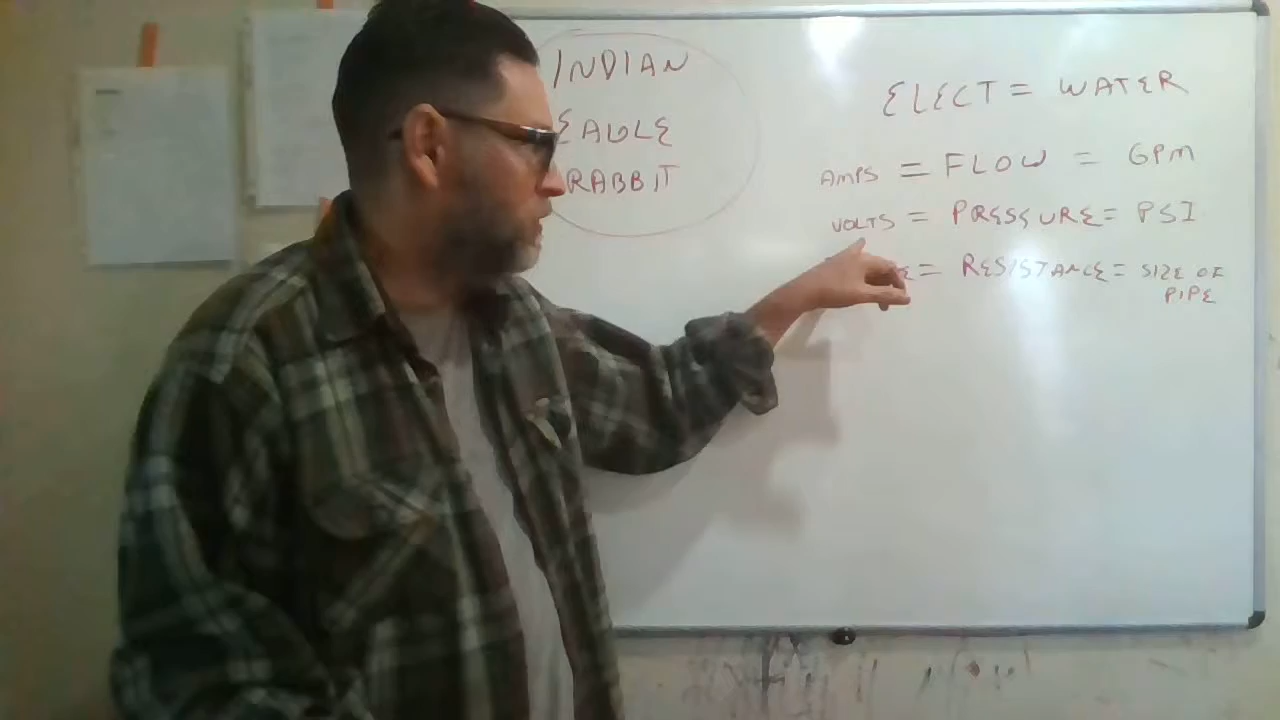 INDIAN
EAGLE
RABBIT
ELECT = WATER
AMPS = FLOW = GPM
VOLTS = PRESSURE = PSI
= RESISTANCE = SIZE OF
PIPE